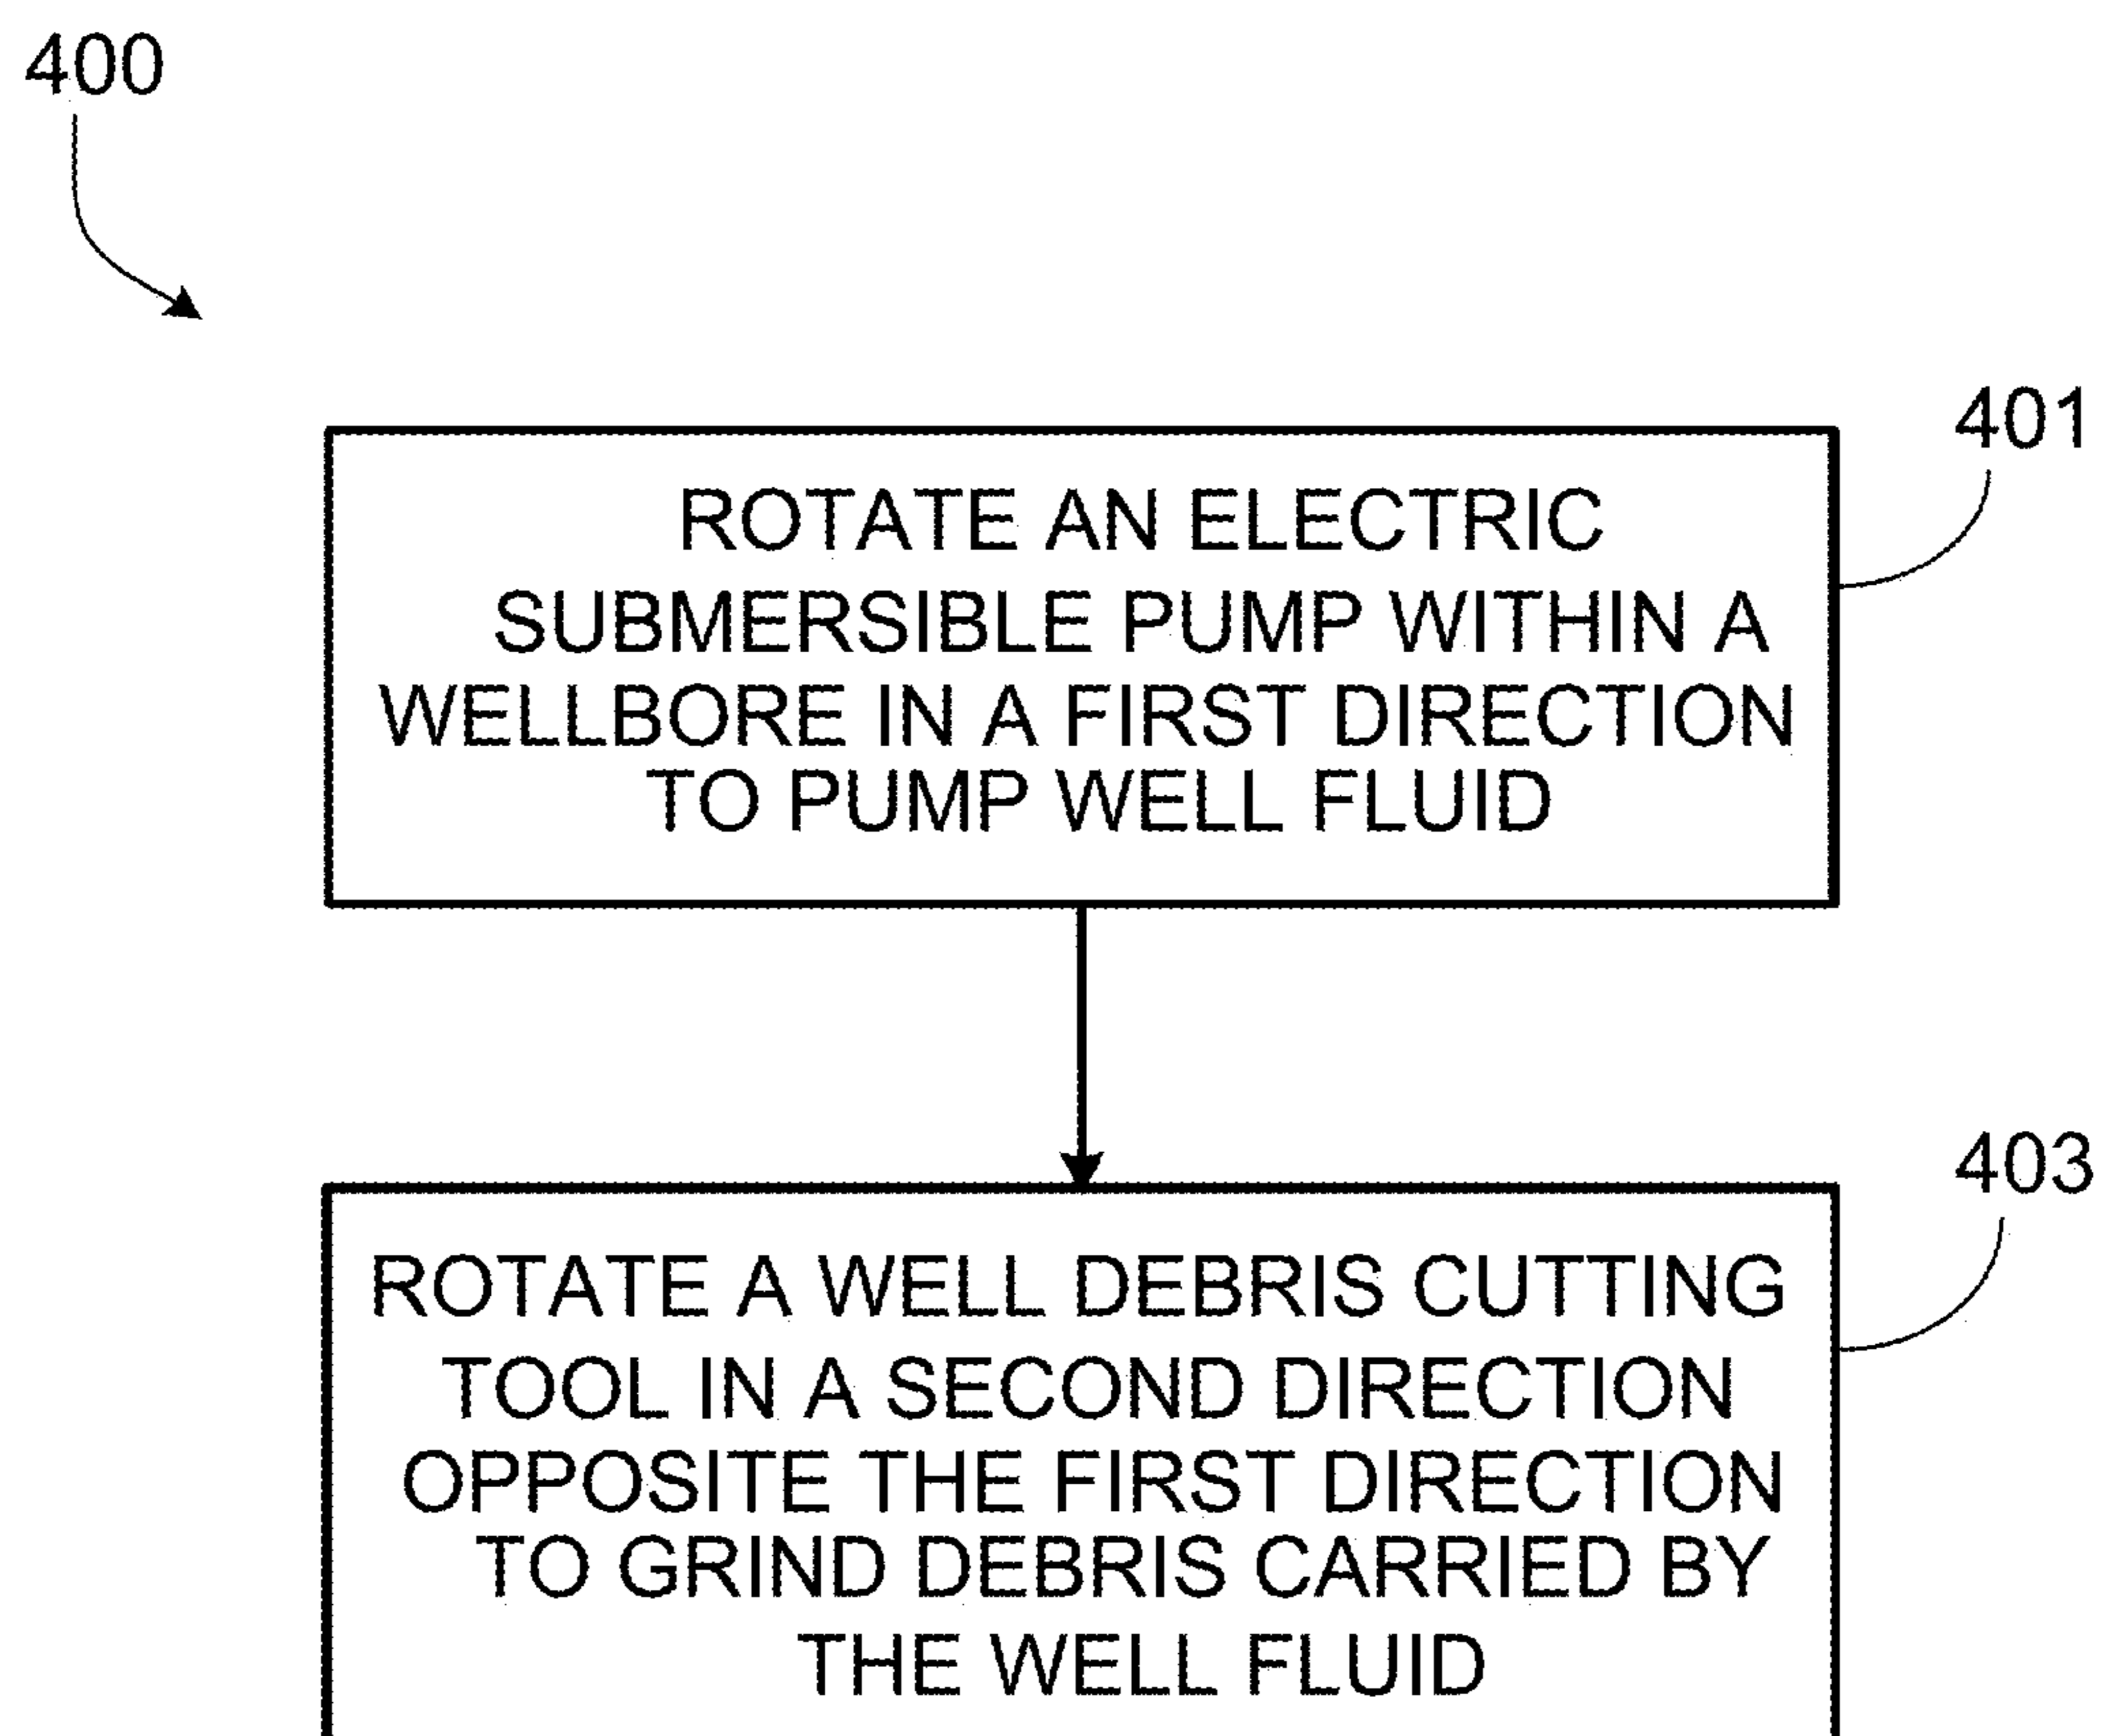 400
401
ROTATE AN ELECTRIC
SUBMERSIBLE PUMP WITHIN A
WELLBORE IN A FIRST DIRECTION
TO PUMP WELL FLUID
403
ROTATE A WELL DEBRIS CUTTING
TOOL IN A SECOND DIRECTION
OPPOSITE THE FIRST DIRECTION
TO GRIND DEBRIS CARRIED BY
THE WELL FLUID